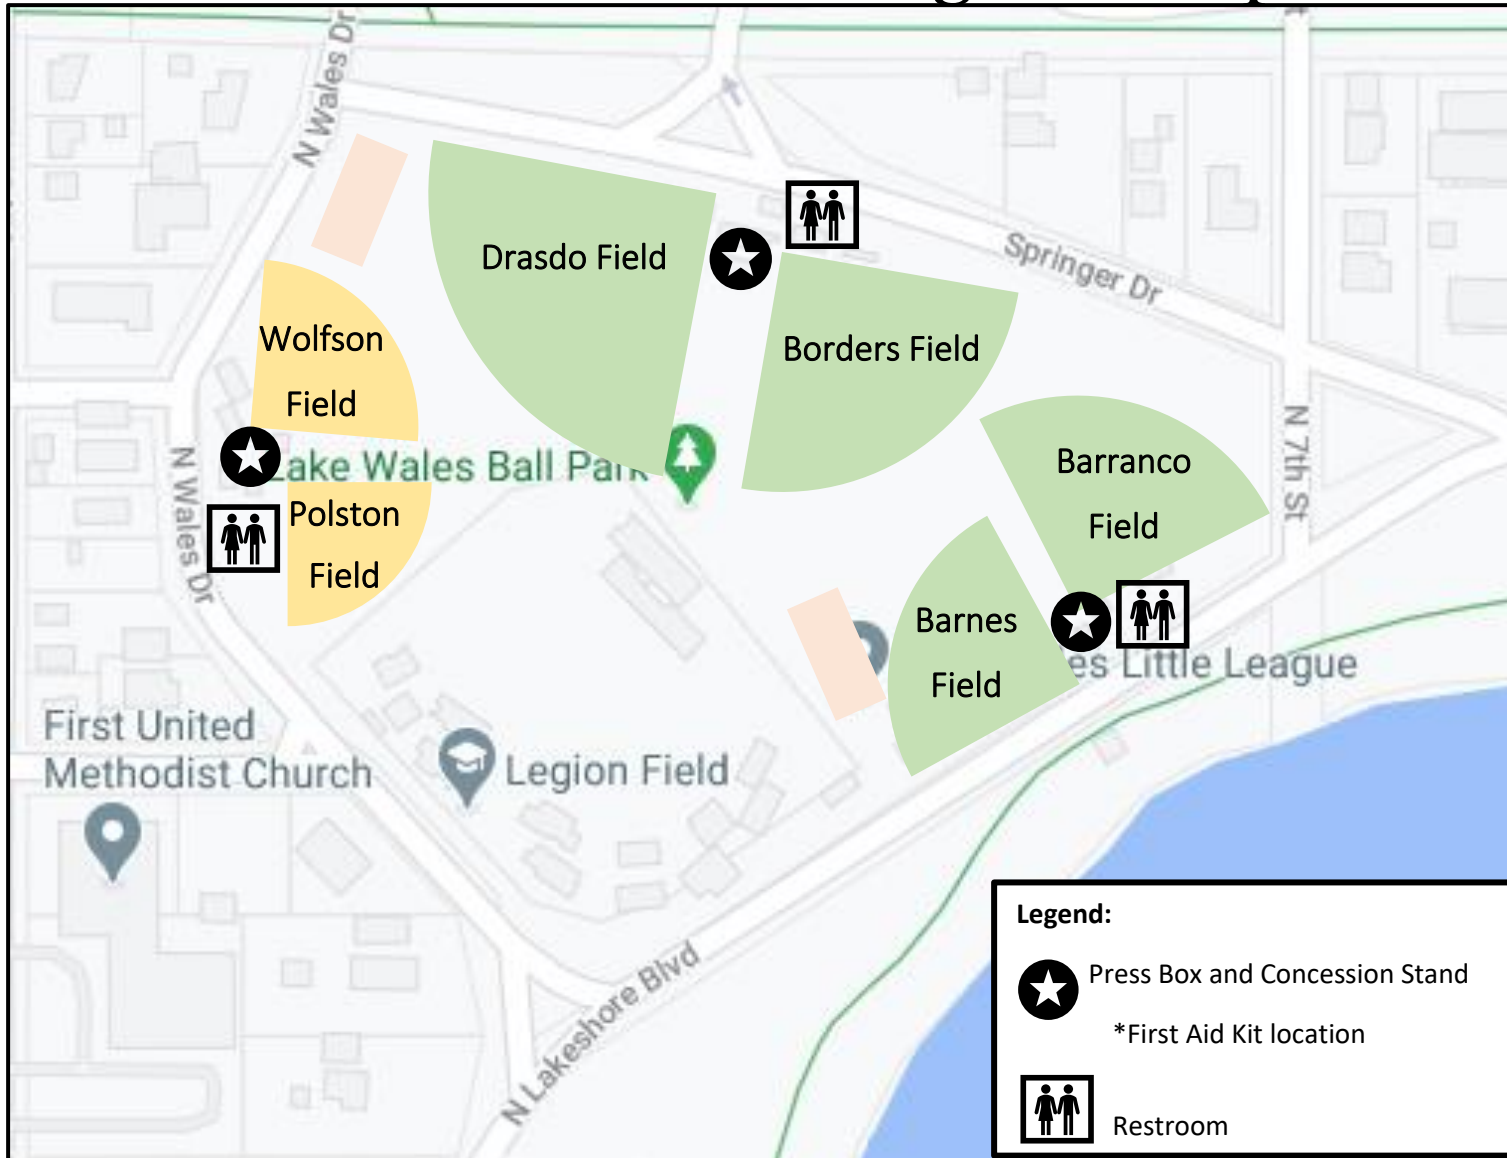 N Wales Dr
Drasdo Field
Springer Dr
Wolfson
Field
Borders Field
N 7th St
Lake Wales Ball Park
Barranco
Field
N Wales Dr
Polston
Field
Barnes
Field
Little League
First United
Methodist Church
Legion Field
N Lakeshore Blvd
Legend:
Press Box and Concession Stand
*First Aid Kit location
Restroom